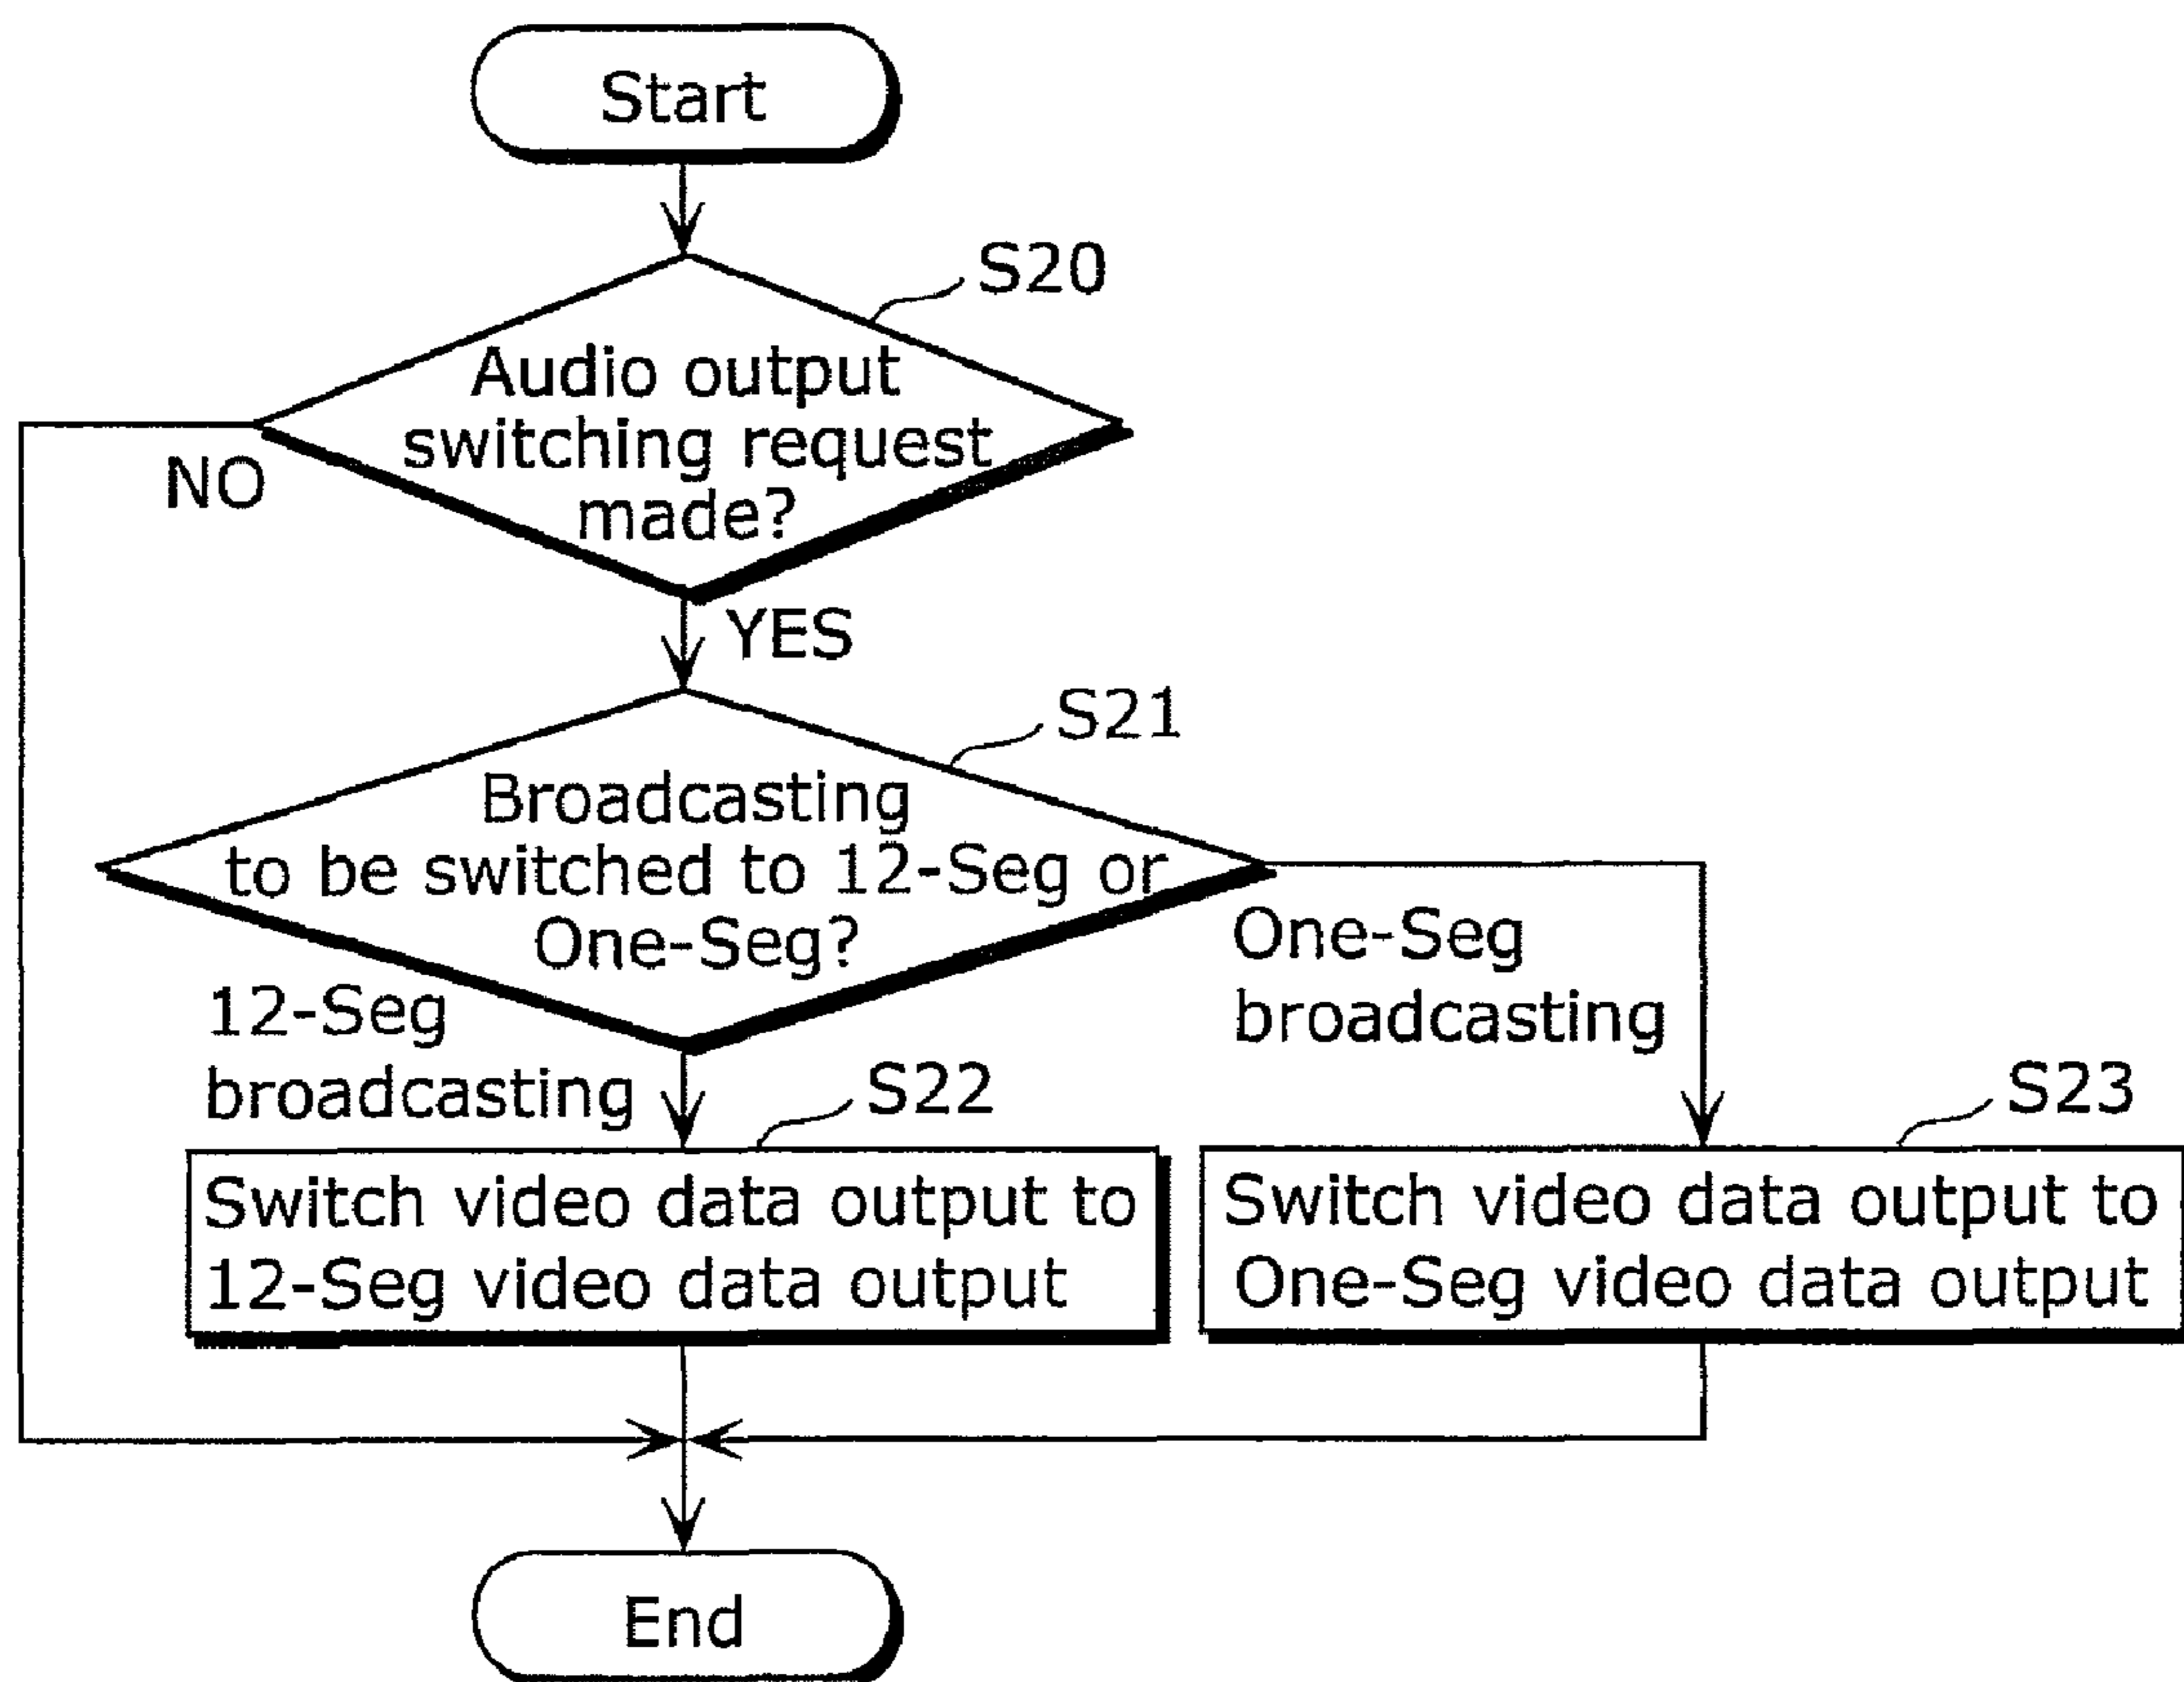 Start
S20
Audio output
switching request
made?
NO
YES
S21
Broadcasting
to be switched to 12-Seg or
One-Seg?
One-Seg
broadcasting
12-Seg
broadcasting
S22
S23
Switch video data output to
12-Seg video data output
Switch video data output to
One-Seg video data output
End